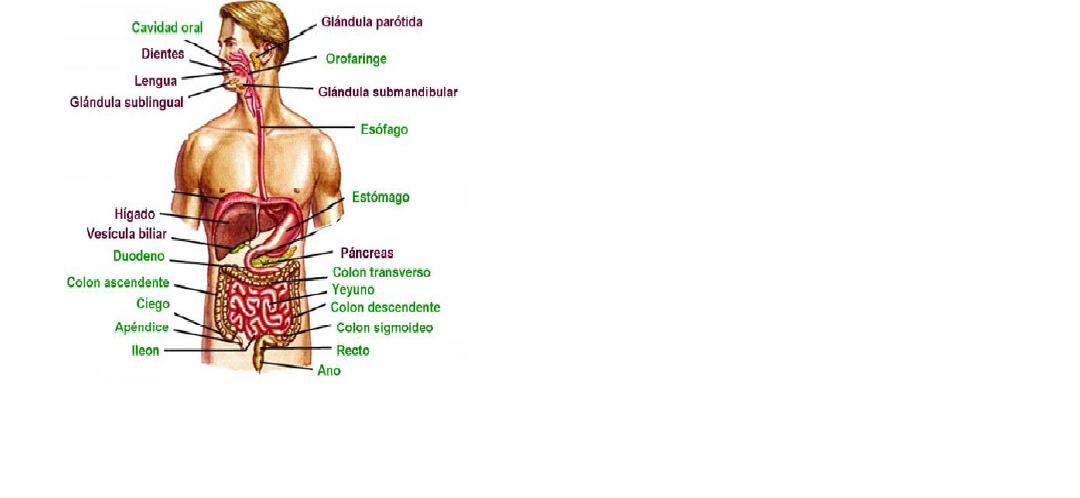 Cavidad oral
Dientes
Lengua
Glándula sublingual
Hígado
Vesícula biliar
Duodeno
Colon ascendente
Ciego
Apéndice
Ileon
Glándula parótida
Orofaringe
Glándula submandibular
Esófago
Estómago
Páncreas
Colon transverso
Yeyuno
Colon descendente
Colon sigmoideo
Recto
Ano